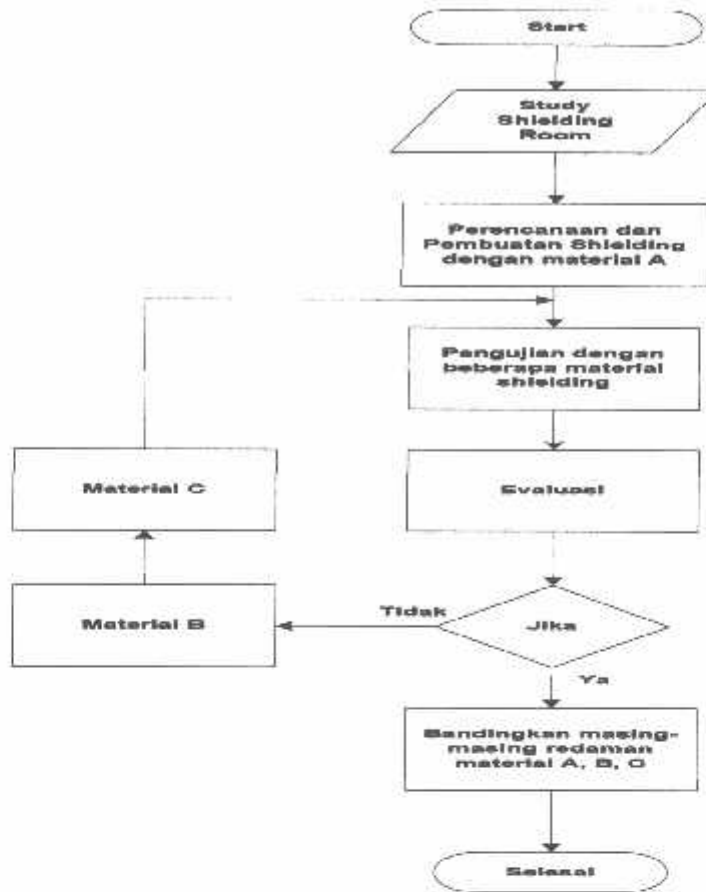 Start
Study
Shielding
Room
Perencanaan dan
Pembuatan Shielding
dengan material A
Pengujian dengan
beberapa material
shielding
Evaluasi
Material C
Material B
Tidak
Jika
Ya
Bandingkan masing-
masing redaman
material A, B, C
Selesai